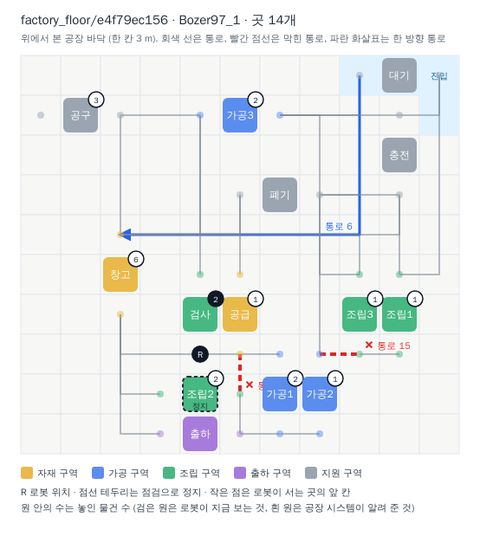 factory_floor/e4f79ec156 · Bozer97_1 · 곳 14개
위에서 본 공장 바닥 (한 칸 3 m). 회색 선은 통로, 빨간 점선은 막힌 통로, 파란 화살표는 한 방향 통로
대기
전립
3
공구
2
가공3
충전
폐기
통로 6
6
창고
2
검사
1
공급
1
조립3
1
조립1
R
✕ 통로 15
✕
2
조립2
정지
2
가공1
1
가공2
출하
자재 구역
가공 구역
조립 구역
출하 구역
지원 구역
R 로봇 위치 · 점선 테두리는 점검으로 정지 · 작은 점은 로봇이 서는 곳의 앞 칸
원 안의 수는 놓인 물건 수 (검은 원은 로봇이 지금 보는 것, 흰 원은 공장 시스템이 알려 준 것)